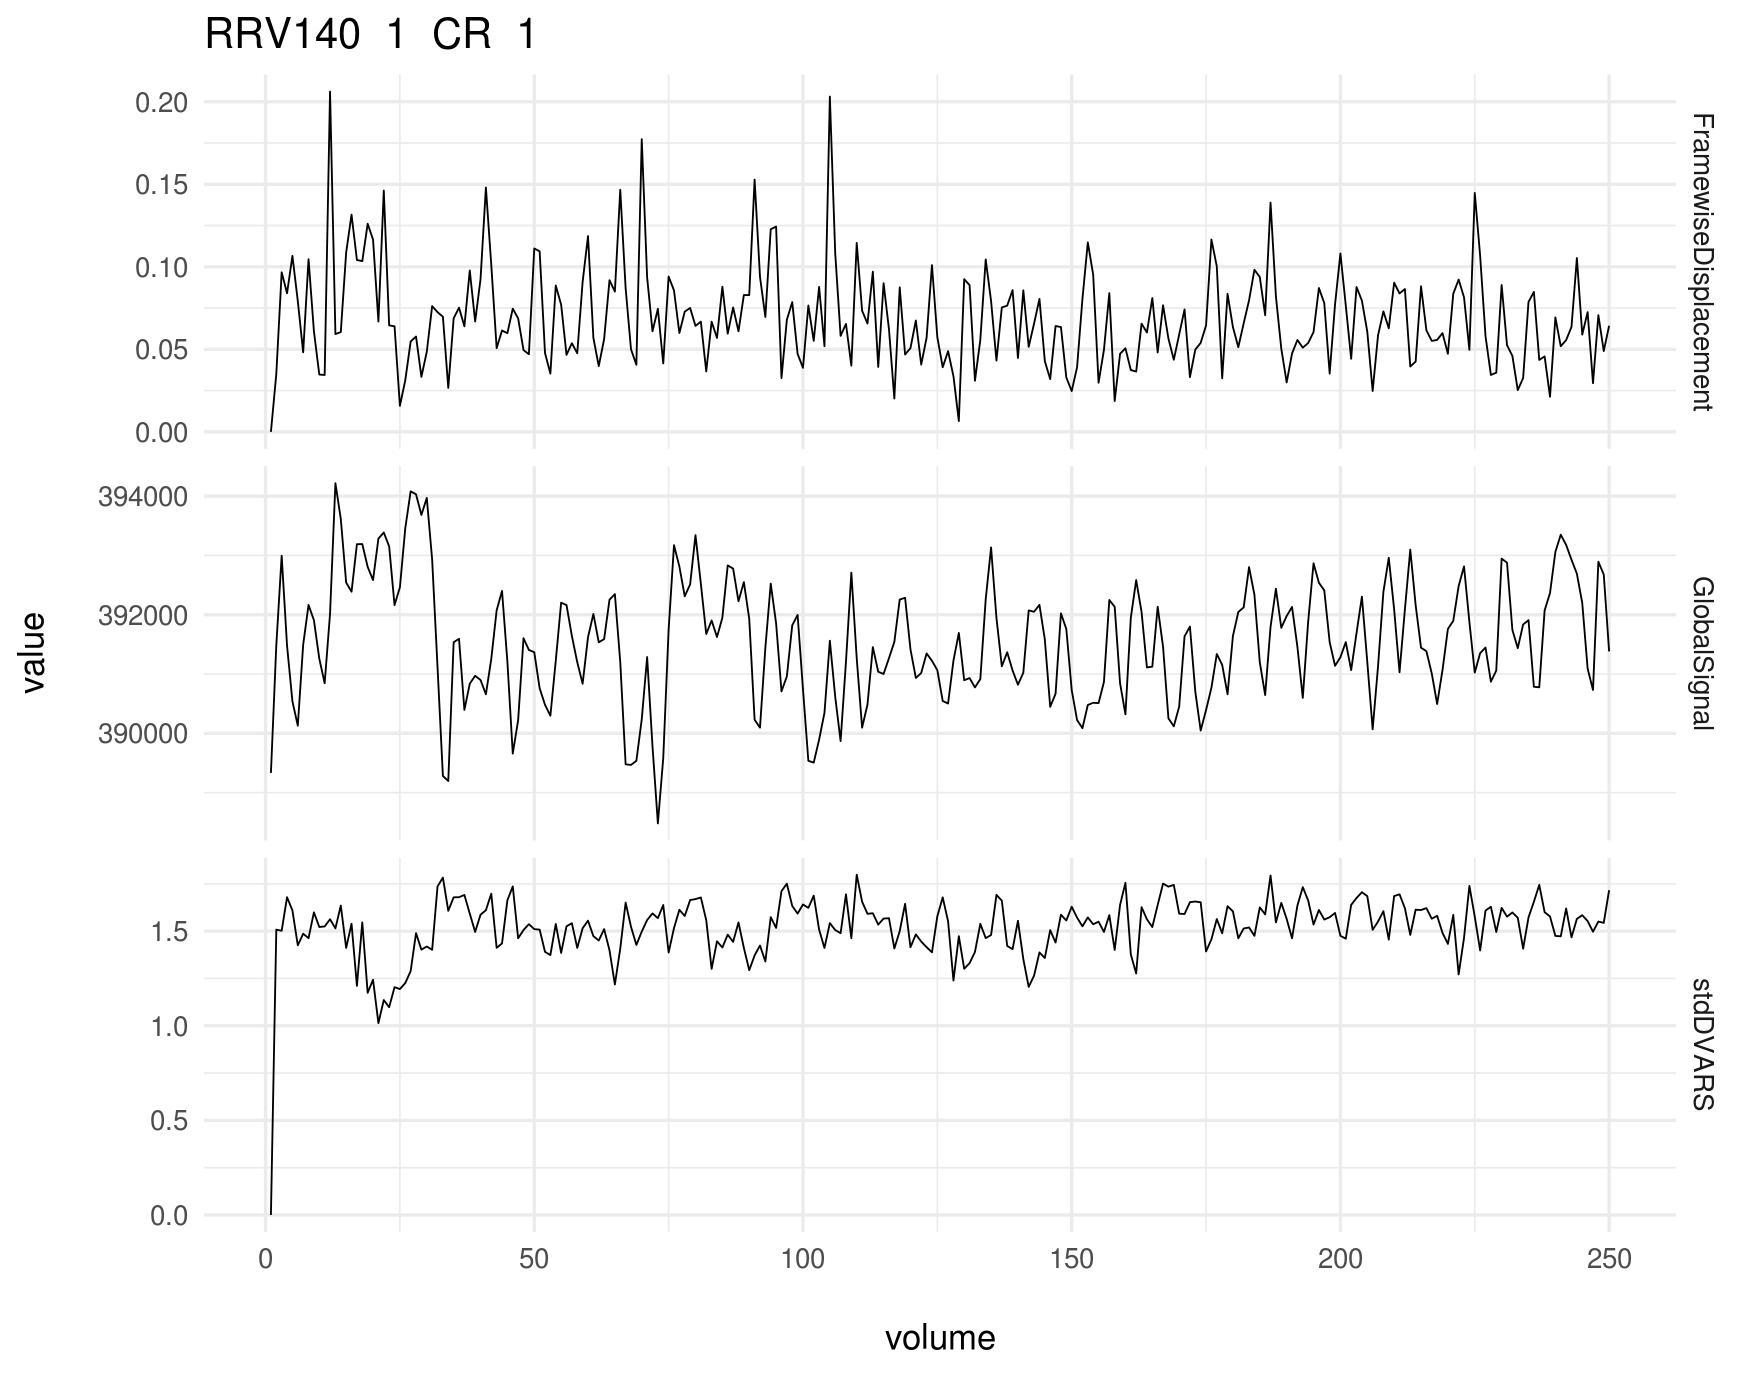 RRV140 1 CR 1
0.20
0.15
0.10
0.05
0.00
FramewiseDisplacement
394000
392000
390000
GlobalSignal
value
1.5
1.0
0.5
0.0
stdDVARS
0 50 100 150 200 250
volume